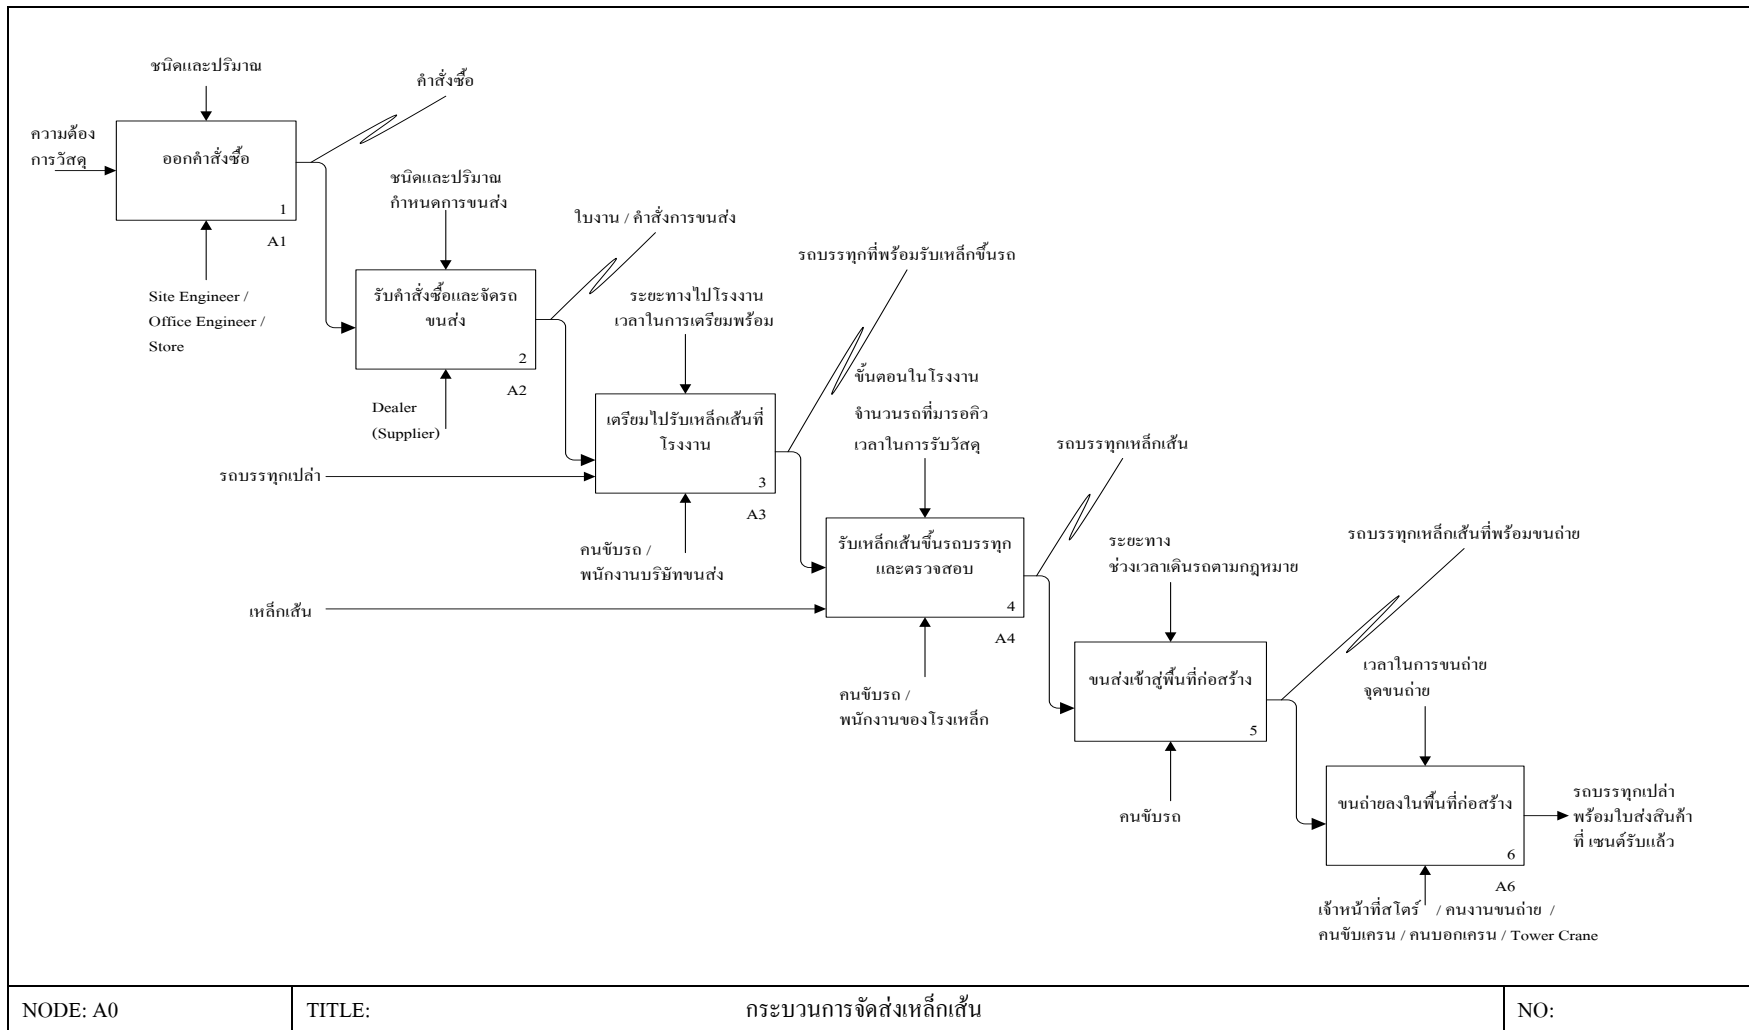 ชนิดและปริมาณ
คำสั่งซื้อ
ความต้อง
การวัสดุ
ออกคำสั่งซื้อ
1
A1
Site Engineer /
Office Engineer /
Store
ชนิดและปริมาณ
กำหนดการขนส่ง
ใบงาน / คำสั่งการขนส่ง
รับคำสั่งซื้อและจัดรถ
ขนส่ง
2
A2
Dealer
(Supplier)
ระยะทางไปโรงงาน
เวลาในการเตรียมพร้อม
รถบรรทุกที่พร้อมรับเหล็กขึ้นรถ
เตรียมไปรับเหล็กเส้นที่
โรงงาน
3
A3
รถบรรทุกเปล่า
คนขับรถ /
พนักงานบริษัทขนส่ง
ขั้นตอนในโรงงาน
จำนวนรถที่มารอคิว
เวลาในการรับวัสดุ
รถบรรทุกเหล็กเส้น
รับเหล็กเส้นขึ้นรถบรรทุก
และตรวจสอบ
4
A4
เหล็กเส้น
คนขับรถ /
พนักงานของโรงเหล็ก
ระยะทาง
ช่วงเวลาเดินรถตามกฎหมาย
รถบรรทุกเหล็กเส้นที่พร้อมขนถ่าย
ขนส่งเข้าสู่พื้นที่ก่อสร้าง
5
คนขับรถ
เวลาในการขนถ่าย
จุดขนถ่าย
ขนถ่ายลงในพื้นที่ก่อสร้าง
6
A6
รถบรรทุกเปล่า
พร้อมใบส่งสินค้า
ที่ เซนต์รับแล้ว
เจ้าหน้าที่สโตร์ / คนงานขนถ่าย /
คนขับเครน / คนบอกเครน / Tower Crane
NODE: A0
TITLE:
กระบวนการจัดส่งเหล็กเส้น
NO: